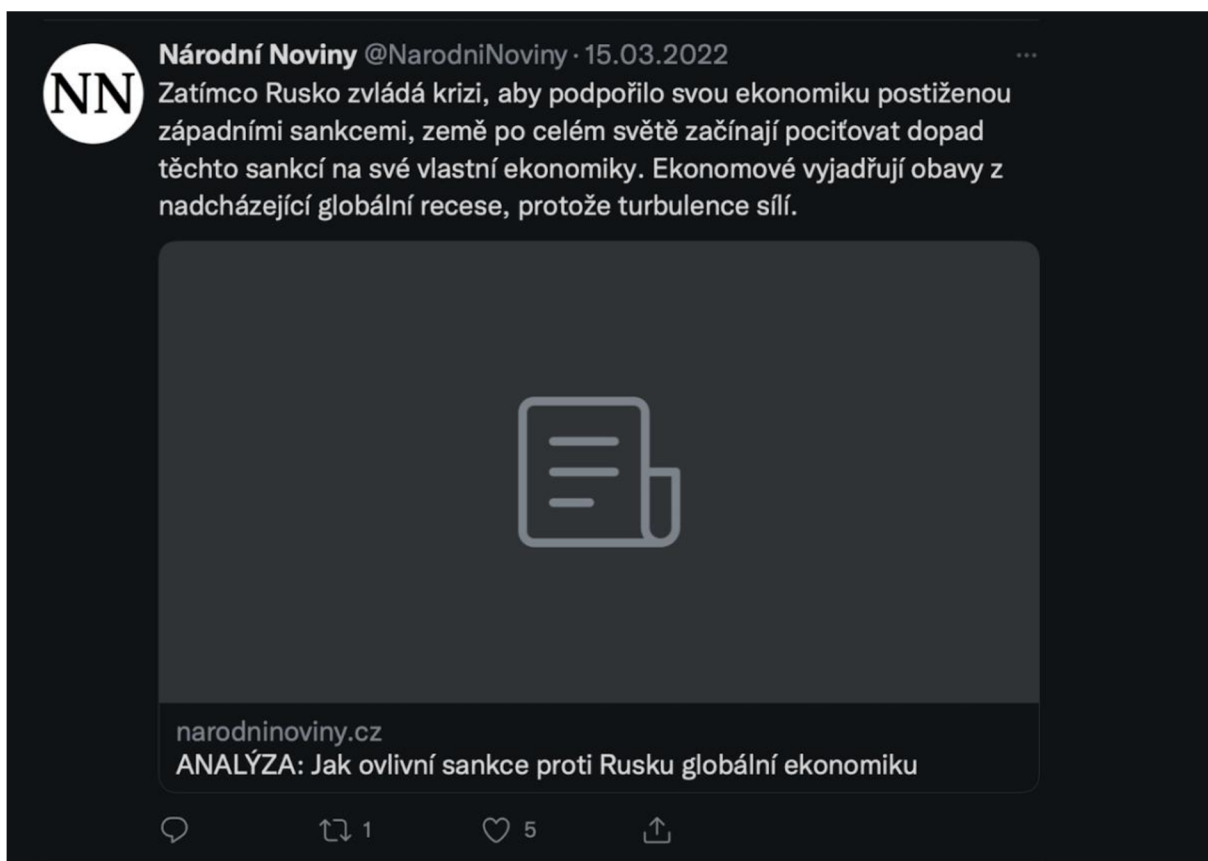 NN
Národní Noviny @NarodniNoviny · 15.03.2022
Zatímco Rusko zvládá krizi, aby podpořilo svou ekonomiku postiženou
západními sankcemi, země po celém světě začínají pociťovat dopad
těchto sankcí na své vlastní ekonomiky. Ekonomové vyjadřují obavy z
nadcházející globální recese, protože turbulence sílí.
narodninoviny.cz
ANALÝZA: Jak ovlivní sankce proti Rusku globální ekonomiku
1 5